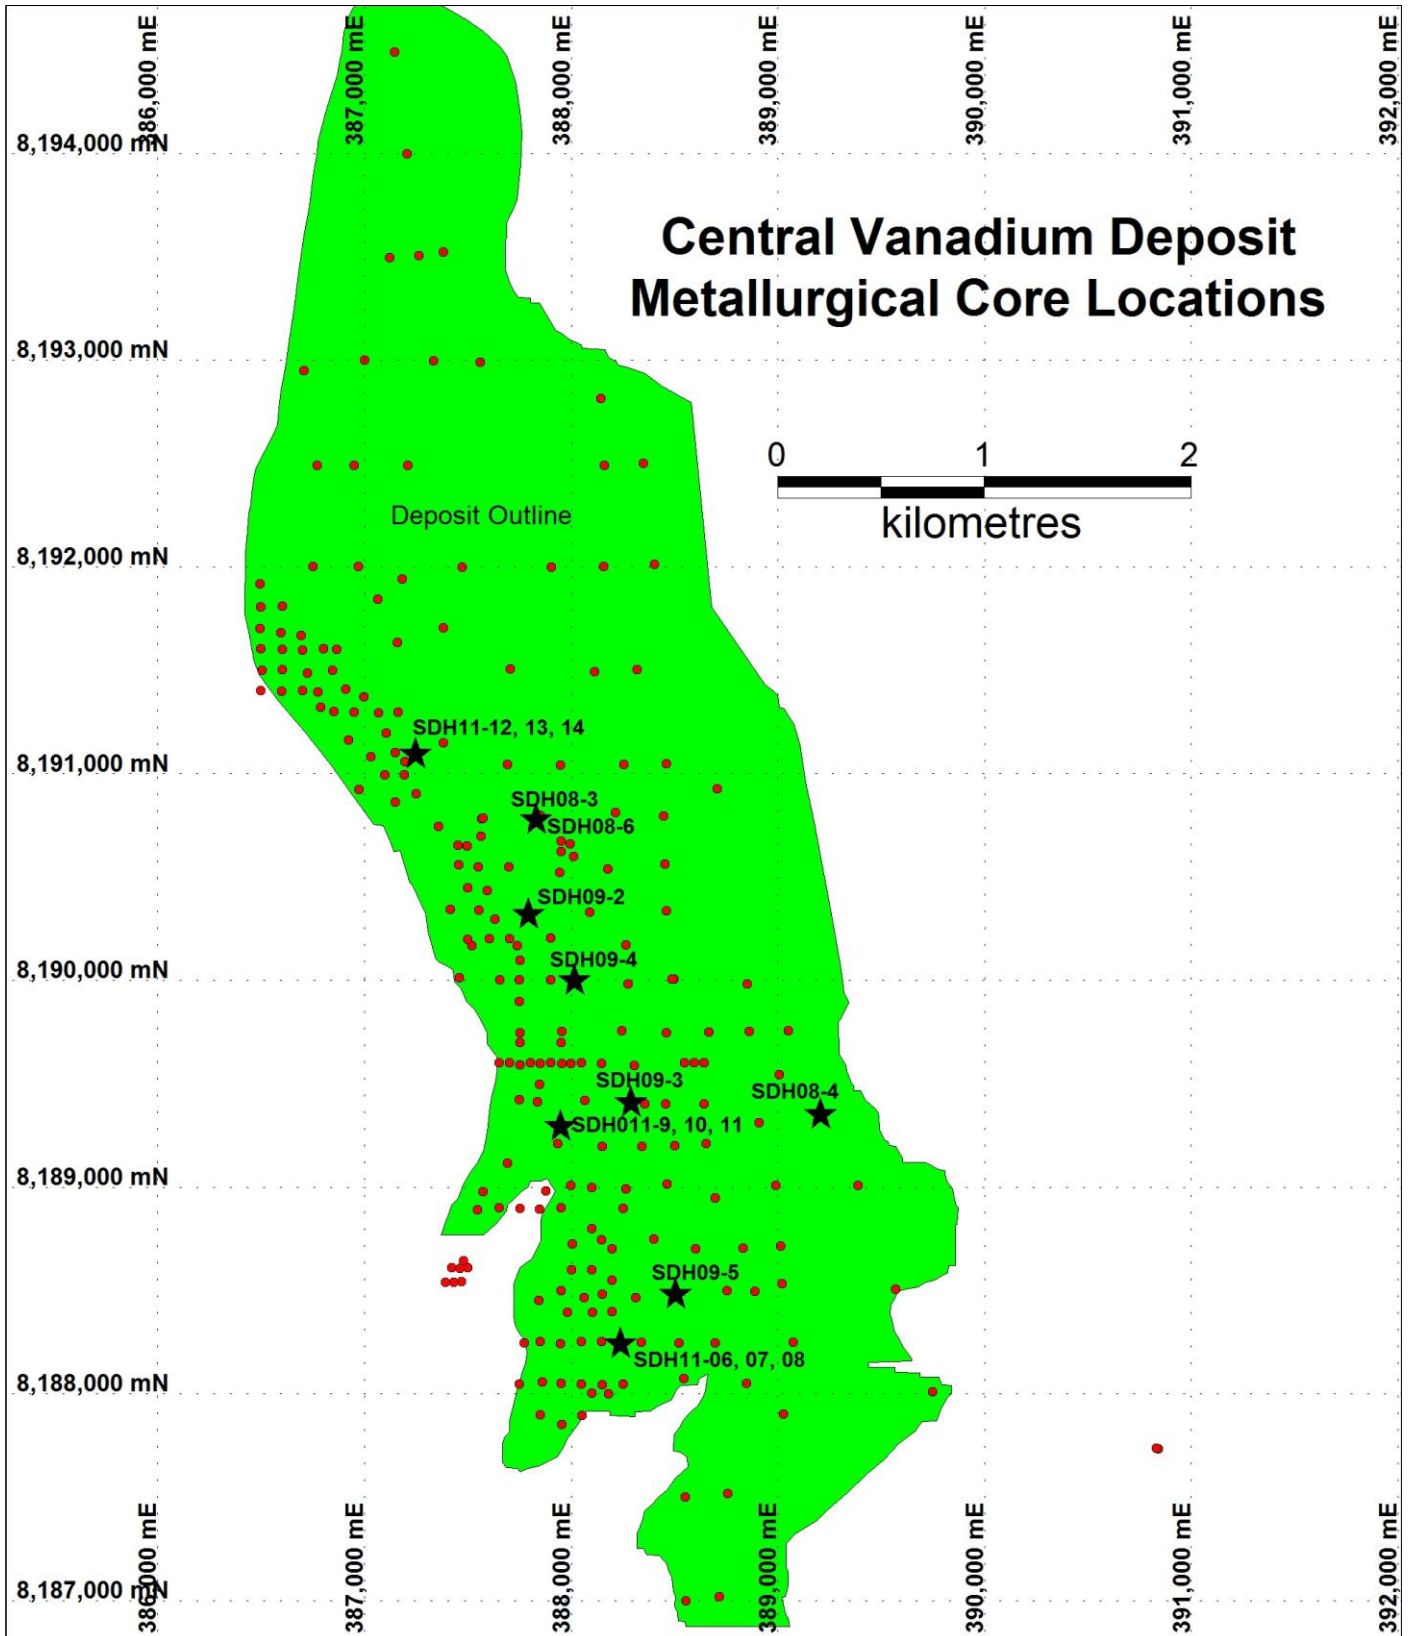 386,000 mE
387,000 mE
388,000 mE
389,000 mE
390,000 mE
391,000 mE
392,000 mE
8,194,000 mN
Central Vanadium Deposit
Metallurgical Core Locations
8,193,000 mN
0 1 2
kilometres
Deposit Outline
8,192,000 mN
SDH11-12, 13, 14
8,191,000 mN
SDH08-3
SDH08-6
SDH09-2
SDH09-4
8,190,000 mN
SDH09-3
SDH08-4
SDH011-9, 10, 11
8,189,000 mN
SDH09-5
SDH11-06, 07, 08
8,188,000 mN
8,187,000 mN
386,000 mE
387,000 mE
388,000 mE
389,000 mE
390,000 mE
391,000 mE
392,000 mE